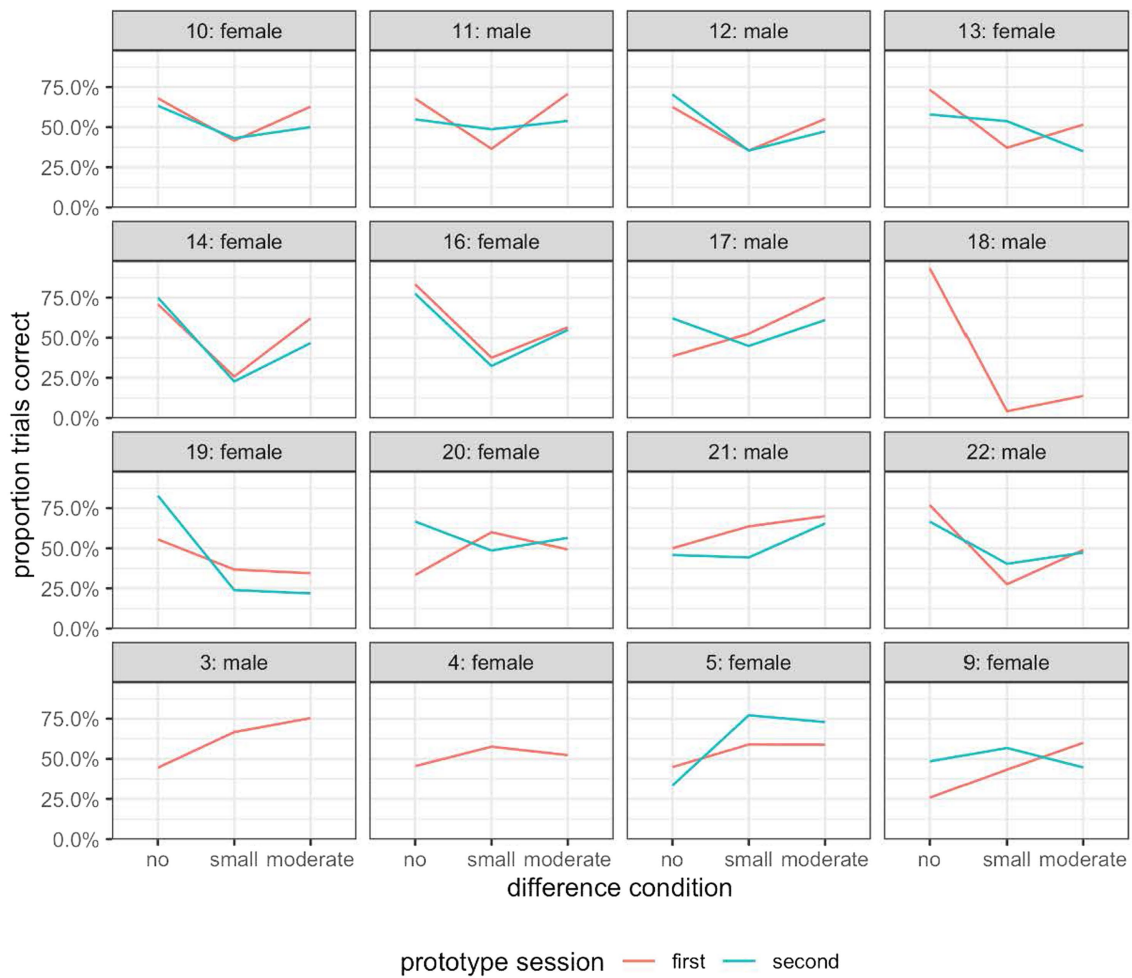 10: female 11: male 12: male 13: female
75.0%
50.0%
25.0%
0.0%
14: female 16: female 17: male 18: male
75.0%
50.0%
25.0%
0.0%
19: female 20: female 21: male 22: male
75.0%
50.0%
25.0%
0.0%
3: male 4: female 5: female 9: female
75.0%
50.0%
25.0%
0.0%
proportion trials correct
no small moderate no small moderate no small moderate no small moderate
difference condition
prototype session first second